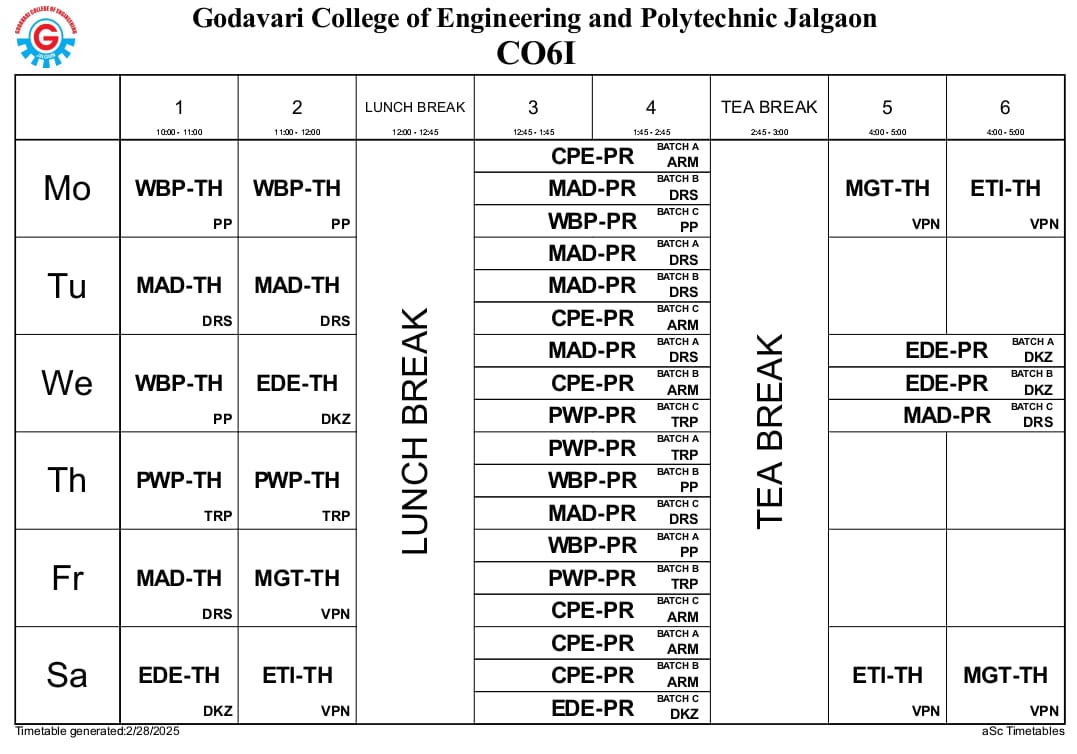 Godavari College of Engineering and Polytechnic Jalgaon
CO6I
GODAVARI COLLEGE OF ENGINEERING
G
JALGAON
1 2 LUNCH BREAK 3 4 TEA BREAK 5 6
10:00 - 11:00 11:00 - 12:00 12:00 - 12:45 12:45 - 1:45 1:45 - 2:45 2:45 - 3:00 4:00 - 5:00 4:00 - 5:00
LUNCH BREAK
TEA BREAK
Mo
WBP-TH
PP
WBP-TH
PP
CPE-PR BATCH A
ARM
MAD-PR BATCH B
DRS
WBP-PR BATCH C
PP
MGT-TH
VPN
ETI-TH
VPN
Tu
MAD-TH
DRS
MAD-TH
DRS
MAD-PR BATCH A
DRS
MAD-PR BATCH B
DRS
CPE-PR BATCH C
ARM
We
WBP-TH
PP
EDE-TH
DKZ
MAD-PR BATCH A
DRS
CPE-PR BATCH B
ARM
PWP-PR BATCH C
TRP
EDE-PR BATCH A
DKZ
EDE-PR BATCH B
DKZ
MAD-PR BATCH C
DRS
Th
PWP-TH
TRP
PWP-TH
TRP
PWP-PR BATCH A
TRP
WBP-PR BATCH B
PP
MAD-PR BATCH C
DRS
Fr
MAD-TH
DRS
MGT-TH
VPN
WBP-PR BATCH A
PP
PWP-PR BATCH B
TRP
CPE-PR BATCH C
ARM
Sa
EDE-TH
DKZ
ETI-TH
VPN
CPE-PR BATCH A
ARM
CPE-PR BATCH B
ARM
EDE-PR BATCH C
DKZ
ETI-TH
VPN
MGT-TH
VPN
Timetable generated:2/28/2025
aSc Timetables